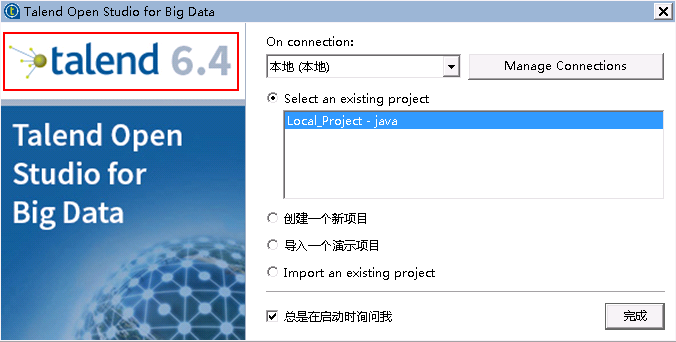 Talend Open Studio for Big Data
talend 6.4
Talend Open
Studio for
Big Data
On connection:
本地 (本地)
Manage Connections
Select an existing project
Local_Project - java
创建一个新项目
导入一个演示项目
Import an existing project
总是在启动时询问我
完成